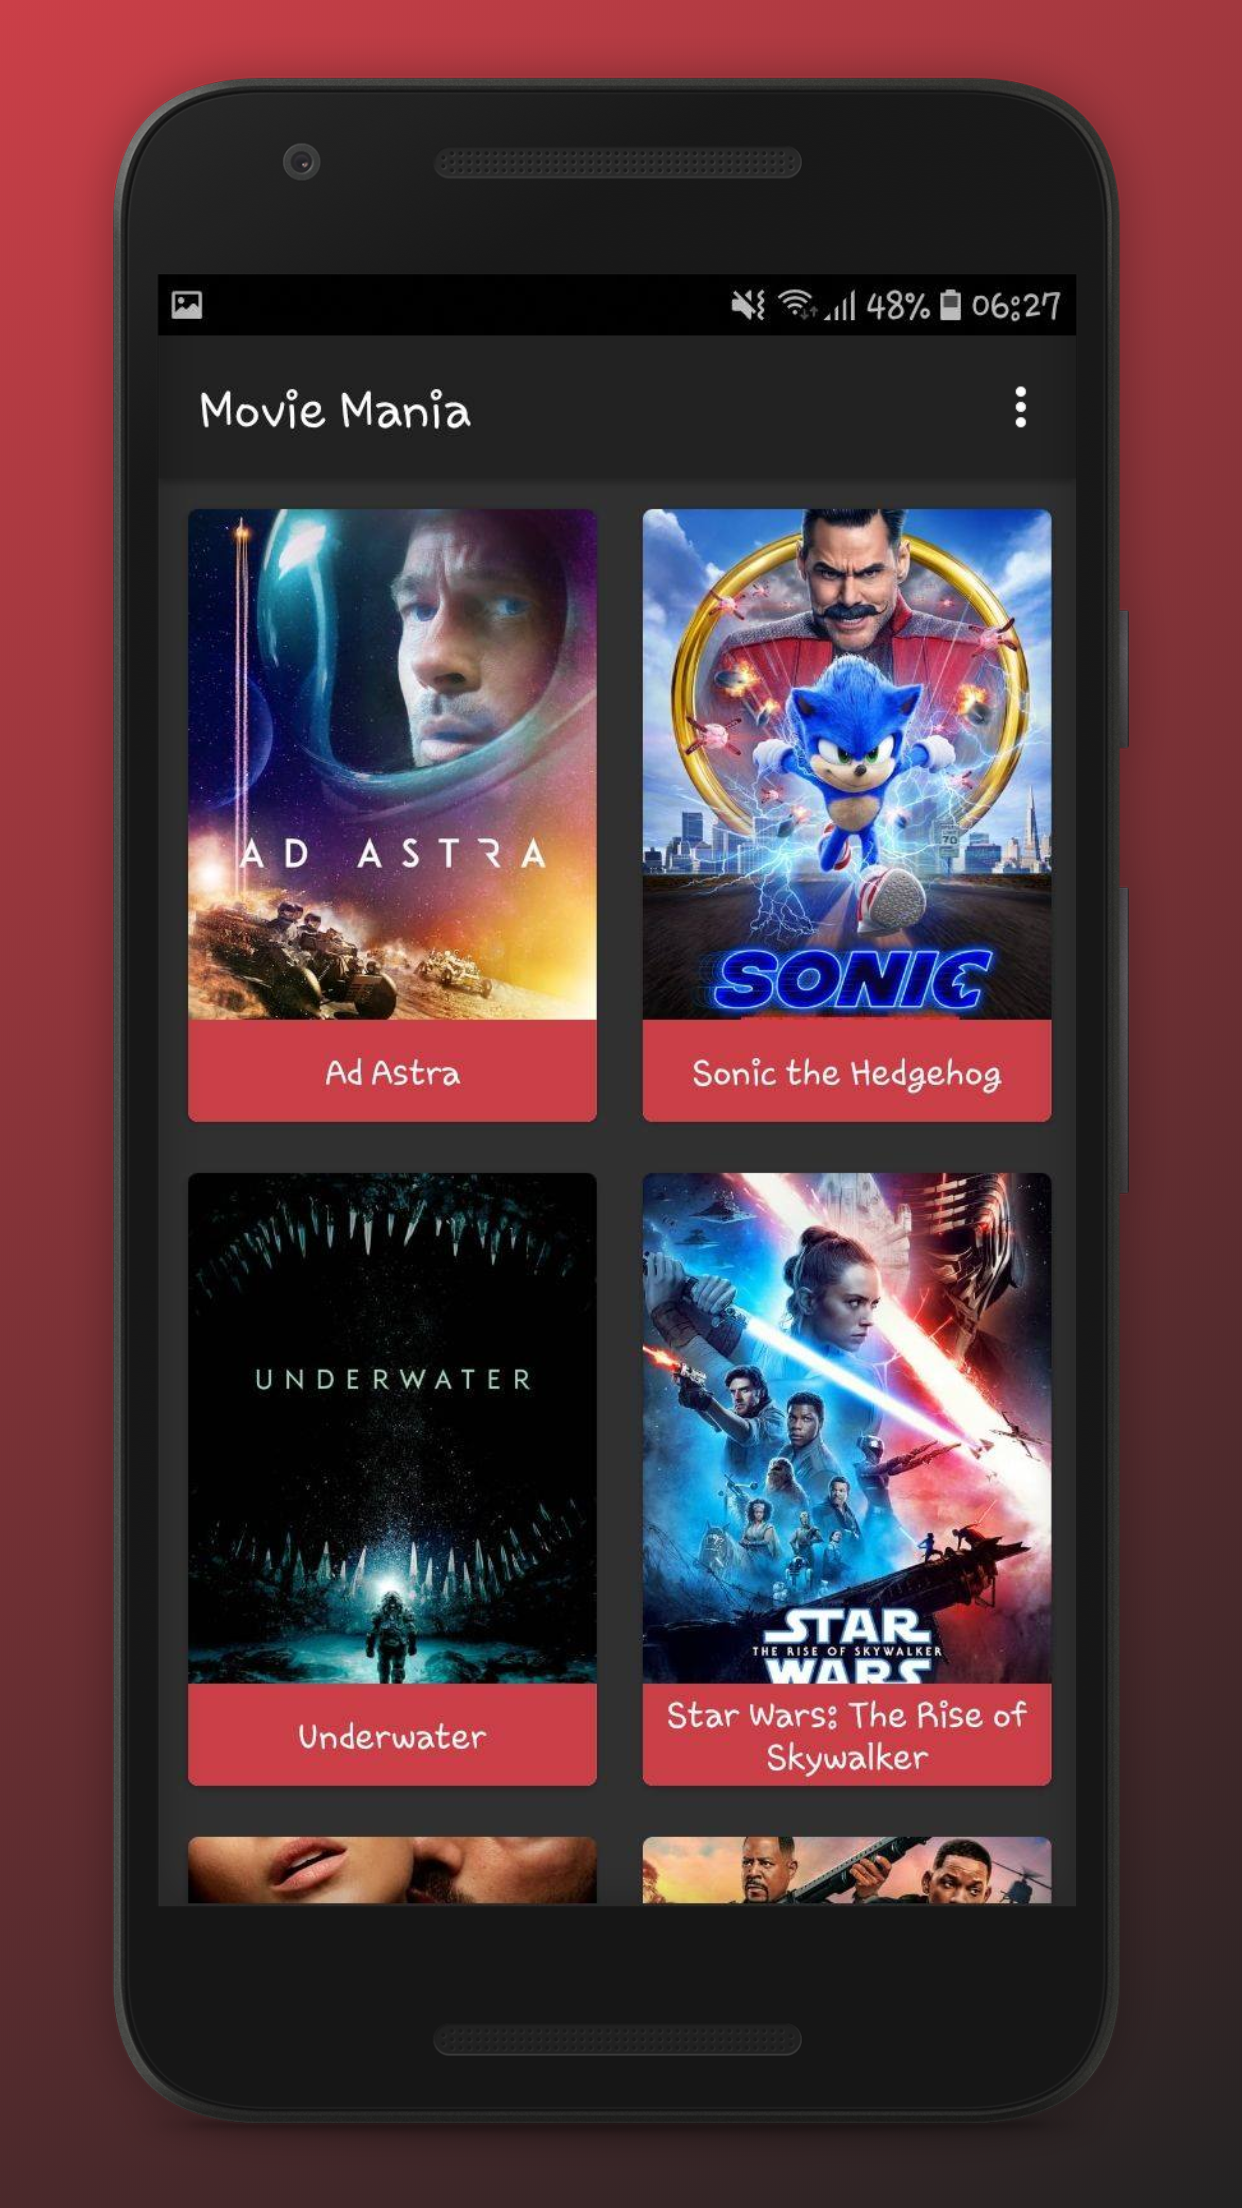 48% 06:27
Movie Mania
AD ASTRA
SONIC
Ad Astra
Sonic the Hedgehog
70
UNDERWATER
STAR
THE RISE OF SKYWALKER
WARS
Underwater
Star Wars: The Rise of
Skywalker